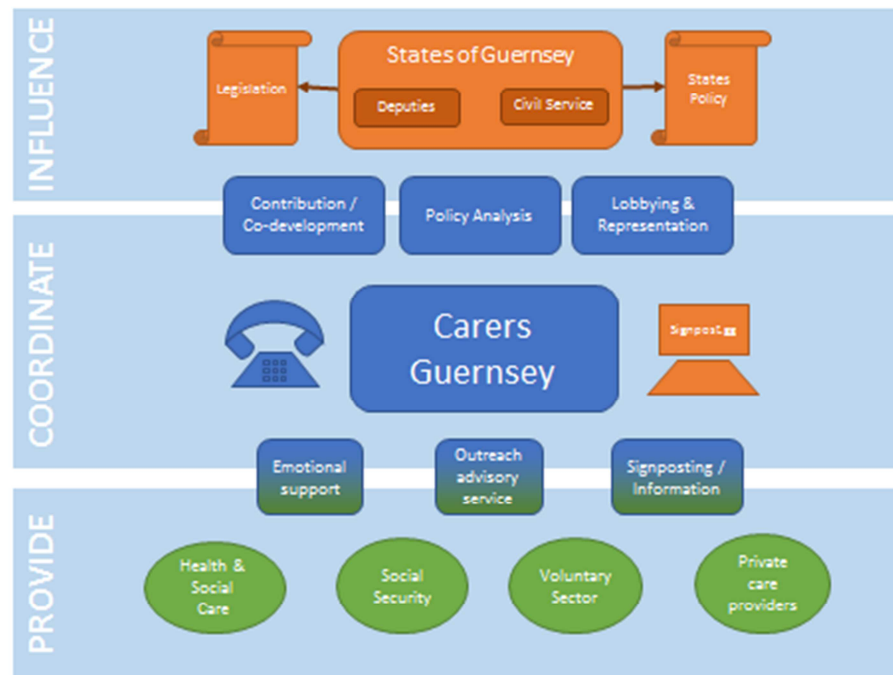 INFLUENCE
States of Guernsey
Legislation
Deputies
Civil Service
States
Policy
Contribution /
Co-development
Policy Analysis
Lobbying &
Representation
COORDINATE
Carers
Guernsey
Emotional
support
Outreach
advisory
service
Signposting /
Information
PROVIDE
Health &
Social
Care
Social
Security
Voluntary
Sector
Private
care
providers